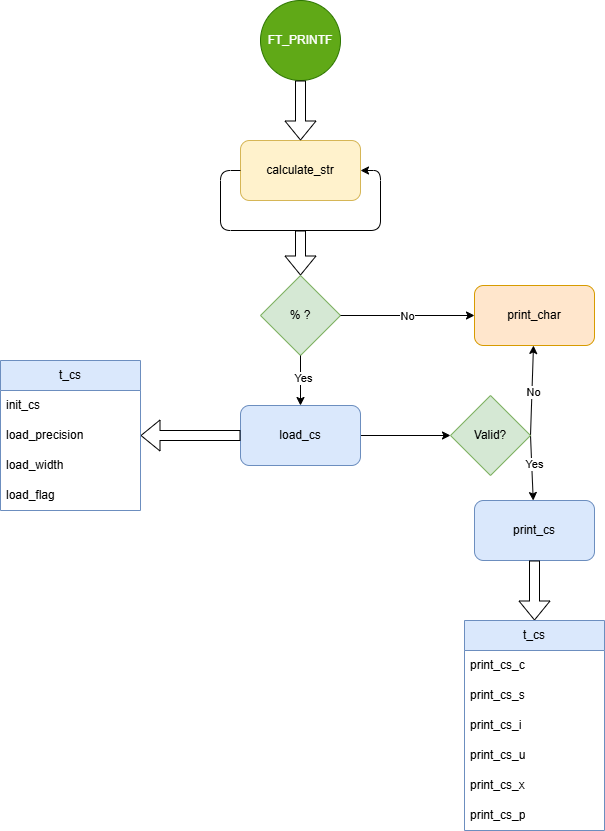 FT_PRINTF
calculate_str
% ?
No
print_char
Yes
t_cs
init_cs
load_precision
load_width
load_flag
load_cs
Valid?
No
Yes
print_cs
t_cs
print_cs_c
print_cs_s
print_cs_i
print_cs_u
print_cs_x
print_cs_p